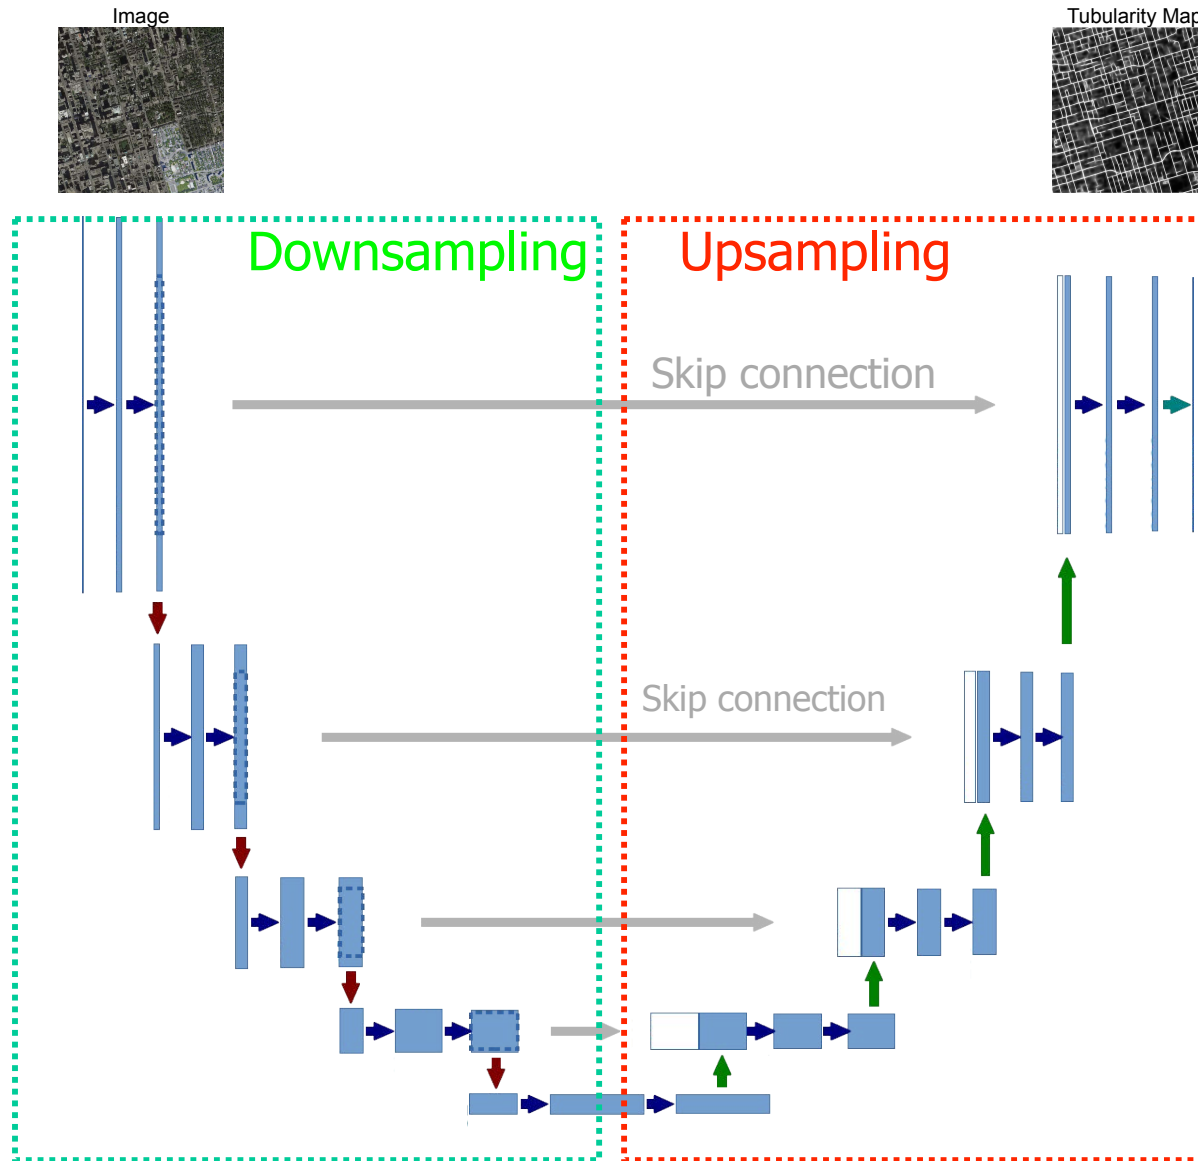 Image
Tubularity Map
Downsampling
Upsampling
Skip connection
Skip connection